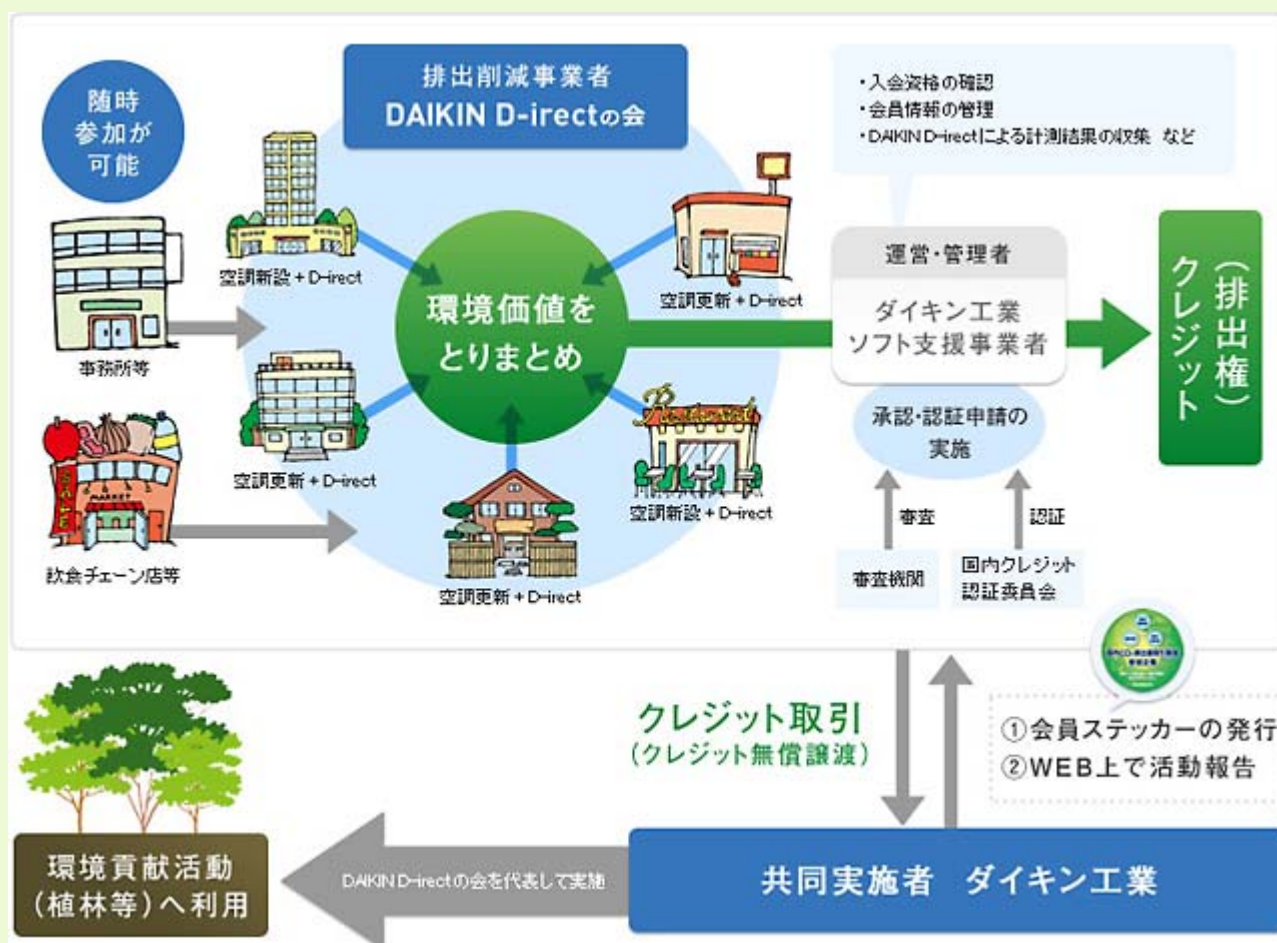 随時
参加が
可能
排出削減事業者
DAIKIN D-irectの会
・入会資格の確認
・会員情報の管理
・DAIKIN D-irectによる計測結果の収集 など
事務所等
飲食チェーン店等
SALE
MARKET
空調新設+D-irect
空調更新+D-irect
空調更新+D-irect
空調更新+D-irect
Restaurant
空調新設+D-irect
環境価値を
とりまとめ
運営・管理者
ダイキン工業
ソフト支援事業者
クレジット
(排出権)
承認・認証申請の
実施
審査
認証
審査機関
国内クレジット
認証委員会
クレジット取引
(クレジット無償譲渡)
①会員ステッカーの発行
②WEB上で活動報告
共同実施者 ダイキン工業
DAIKIN D-irectの会を代表して実施
環境貢献活動
(植林等)へ利用